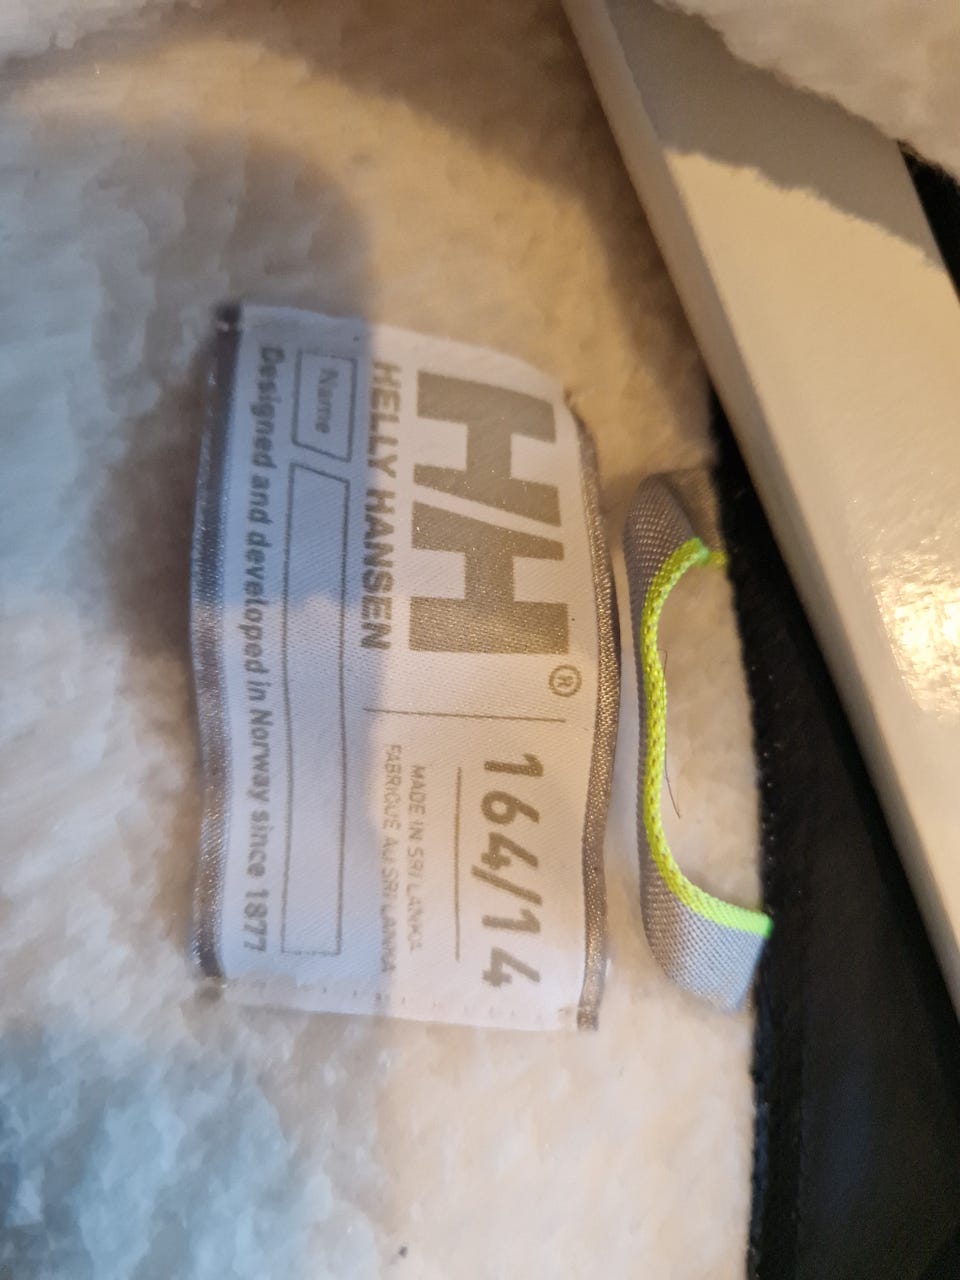 HH®
HELLY HANSEN
164/14
MADE IN SRI LANKA
FABRIQUÉ AU SRI LANKA
Name
Designed and developed in Norway since 1877